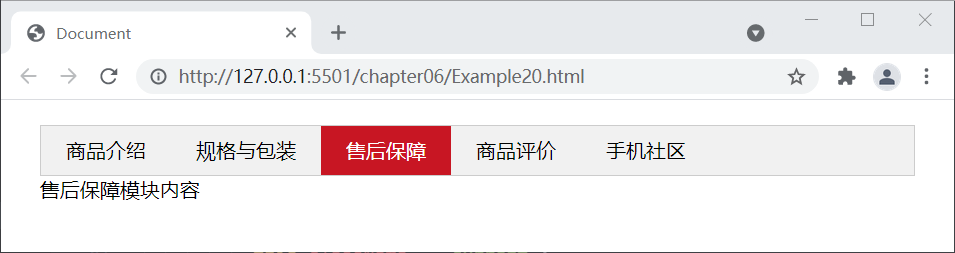 Document
http://127.0.0.1:5501/chapter06/Example20.html
商品介绍 规格与包装 售后保障 商品评价 手机社区
售后保障模块内容